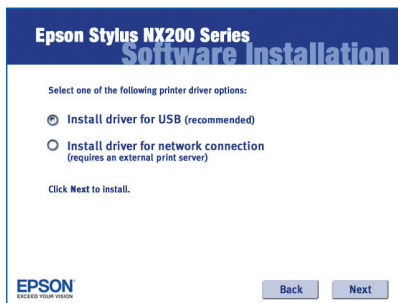 Epson Stylus NX200 Series
Software Installation
Select one of the following printer driver options:
Install driver for USB (recommended)
Install driver for network connection
(requires an external print server)
Click Next to install.
EPSON
EXCEED YOUR VISION
Back
Next